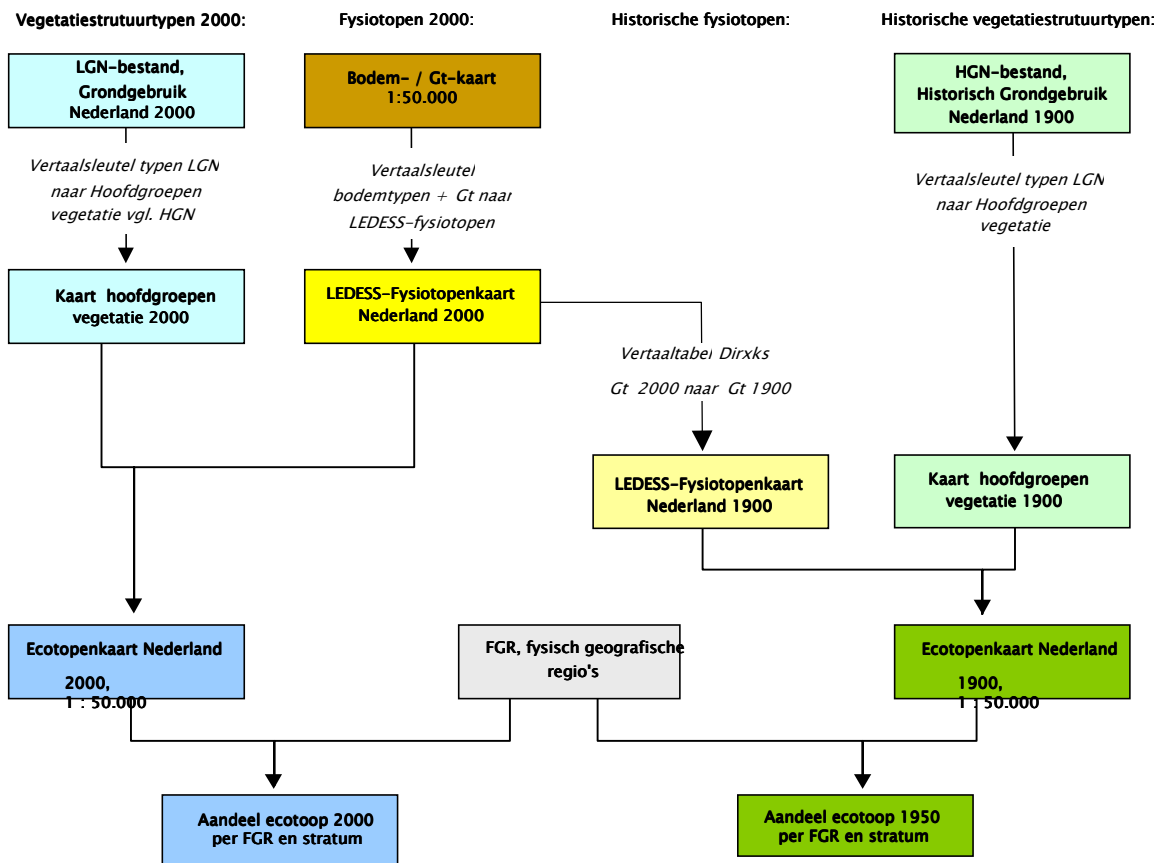 Vegetatiestrutuurtypen 2000:
Fysiotopen 2000:
Historische fysiotopen:
Historische vegetatiestrutuurtypen:
LGN-bestand,
Grondgebruik
Nederland 2000
Bodem- / Gt-kaart
1:50.000
HGN-bestand,
Historisch Grondgebruik
Nederland 1900
Vertaalsleutel typen LGN
naar Hoofdgroepen
vegetatie vgl. HGN
Vertaalsleutel
bodemtypen + Gt naar
LEDESS-fysiotopen
Vertaalsleutel typen LGN
naar Hoofdgroepen
vegetatie
Kaart hoofdgroepen
vegetatie 2000
LEDESS-Fysiotopenkaart
Nederland 2000
Vertaaltabel Dirxks
Gt 2000 naar Gt 1900
LEDESS-Fysiotopenkaart
Nederland 1900
Kaart hoofdgroepen
vegetatie 1900
Ecotopenkaart Nederland
2000,
1 : 50.000
FGR, fysisch geografische
regio's
Ecotopenkaart Nederland
1900,
1 : 50.000
Aandeel ecotoop 2000
per FGR en stratum
Aandeel ecotoop 1950
per FGR en stratum